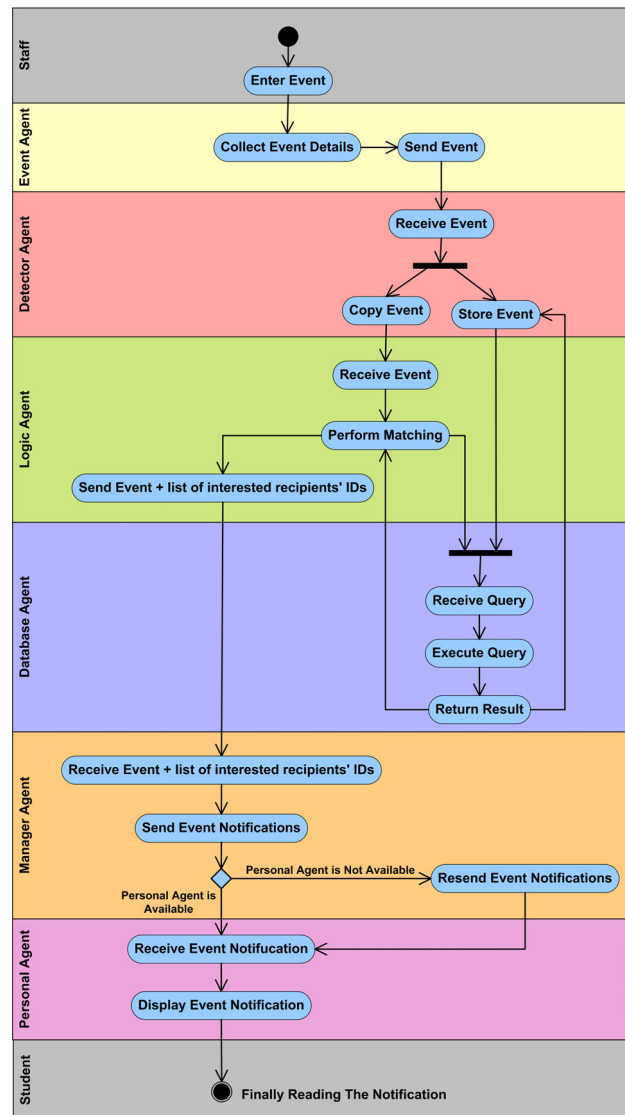 Staff
Enter Event
Event Agent
Collect Event Details
Send Event
Detector Agent
Receive Event
Copy Event
Store Event
Logic Agent
Receive Event
Perform Matching
Send Event + list of interested recipients' IDs
Database Agent
Receive Query
Execute Query
Return Result
Manager Agent
Receive Event + list of interested recipients' IDs
Send Event Notifications
Personal Agent is Not Available
Resend Event Notifications
Personal Agent is
Available
Personal Agent
Receive Event Notifucation
Display Event Notification
Student
Finally Reading The Notification